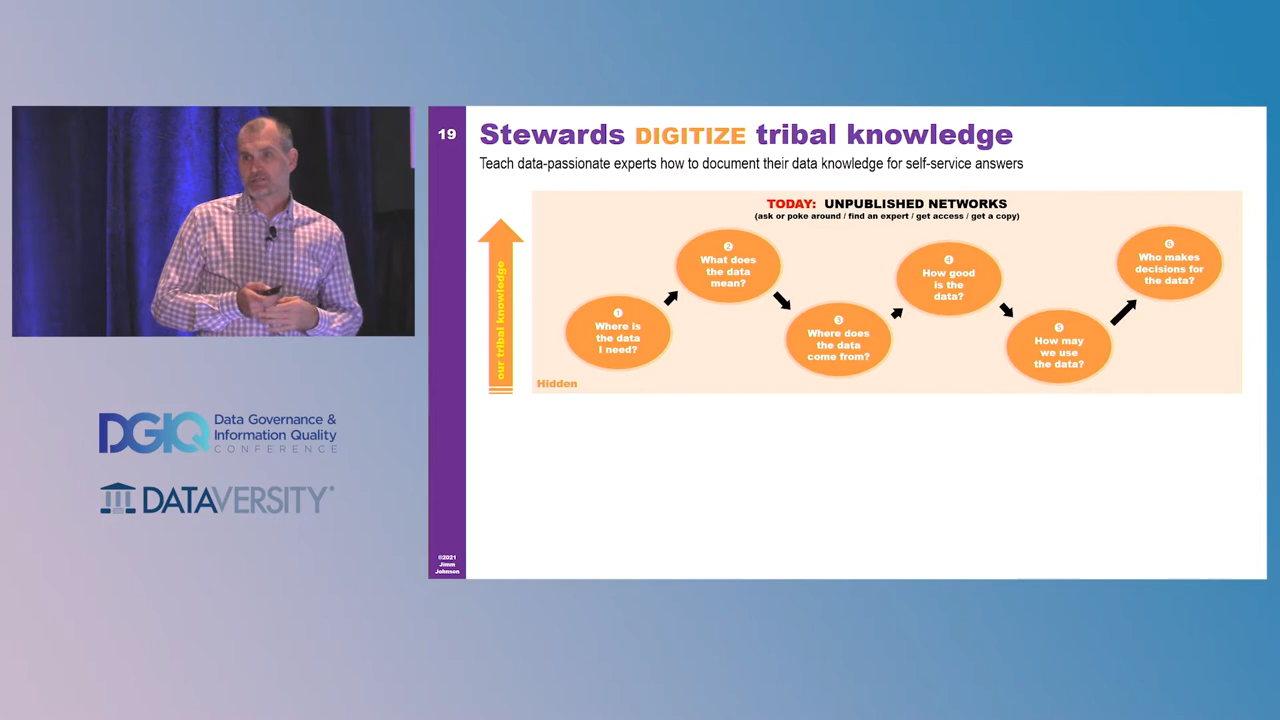 19
Stewards DIGITIZE tribal knowledge
Teach data-passionate experts how to document their data knowledge for self-service answers
TODAY: UNPUBLISHED NETWORKS
(ask or poke around / find an expert / get access / get a copy)
our tribal knowledge
1
Where is
the data
I need?
2
What does
the data
mean?
3
Where does
the data
come from?
4
How good
is the
data?
5
How may
we use
the data?
6
Who makes
decisions for
the data?
Hidden
DGIQ
Data Governance &
Information Quality
CONFERENCE
DATAVERSITY
©2021
Jimm
Johnson